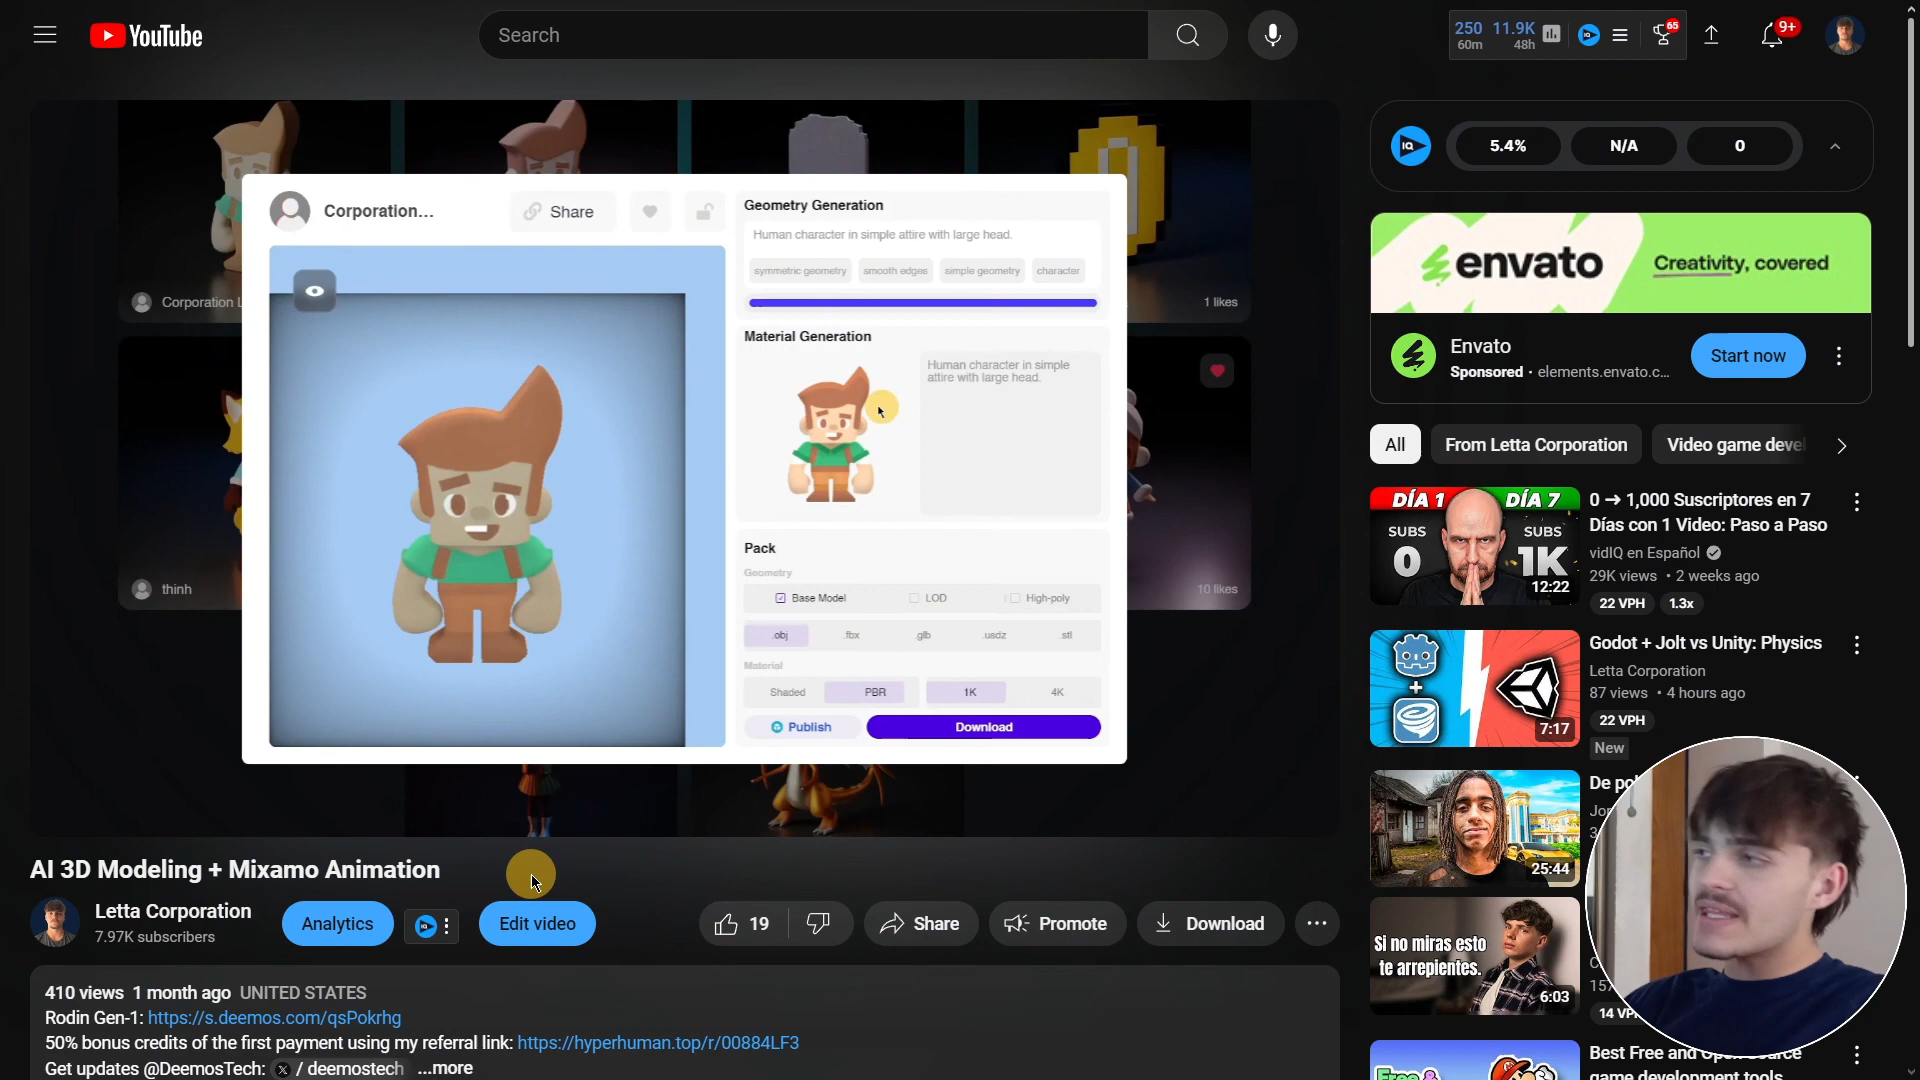 YouTube
Search
250 11.9K
60m 48h
65
9+
Corporation L
1 likes
thinh
10 likes
Corporation...
Share
Geometry Generation
Human character in simple attire with large head.
symmetric geometry smooth edges simple geometry character
Material Generation
Human character in simple
attire with large head.
Pack
Geometry
Base Model LOD High-poly
.obj .fbx .glb .usdz .stl
Material
Shaded PBR 1K 4K
Publish Download
AI 3D Modeling + Mixamo Animation
Letta Corporation
7.97K subscribers
Analytics
Edit video
19
Share
Promote
Download
410 views 1 month ago UNITED STATES
Rodin Gen-1: https://s.deemos.com/qsPokrhg
50% bonus credits of the first payment using my referral link: https://hyperhuman.top/r/00884LF3
Get updates @DeemosTech: / deemostech ...more
IQ
5.4% N/A 0
envato Creativity, covered
Envato
Sponsored • elements.envato.c...
Start now
All From Letta Corporation Video game devel
DÍA 1 DÍA 7
SUBS SUBS
0 1K
12:22
0 → 1,000 Suscriptores en 7
Días con 1 Video: Paso a Paso
vidIQ en Español
29K views • 2 weeks ago
22 VPH 1.3x
7:17
Godot + Jolt vs Unity: Physics
Letta Corporation
87 views • 4 hours ago
22 VPH
New
25:44
Si no miras esto
te arrepientes.
6:03
14 VPH
Best Free and Open Source
game development tools